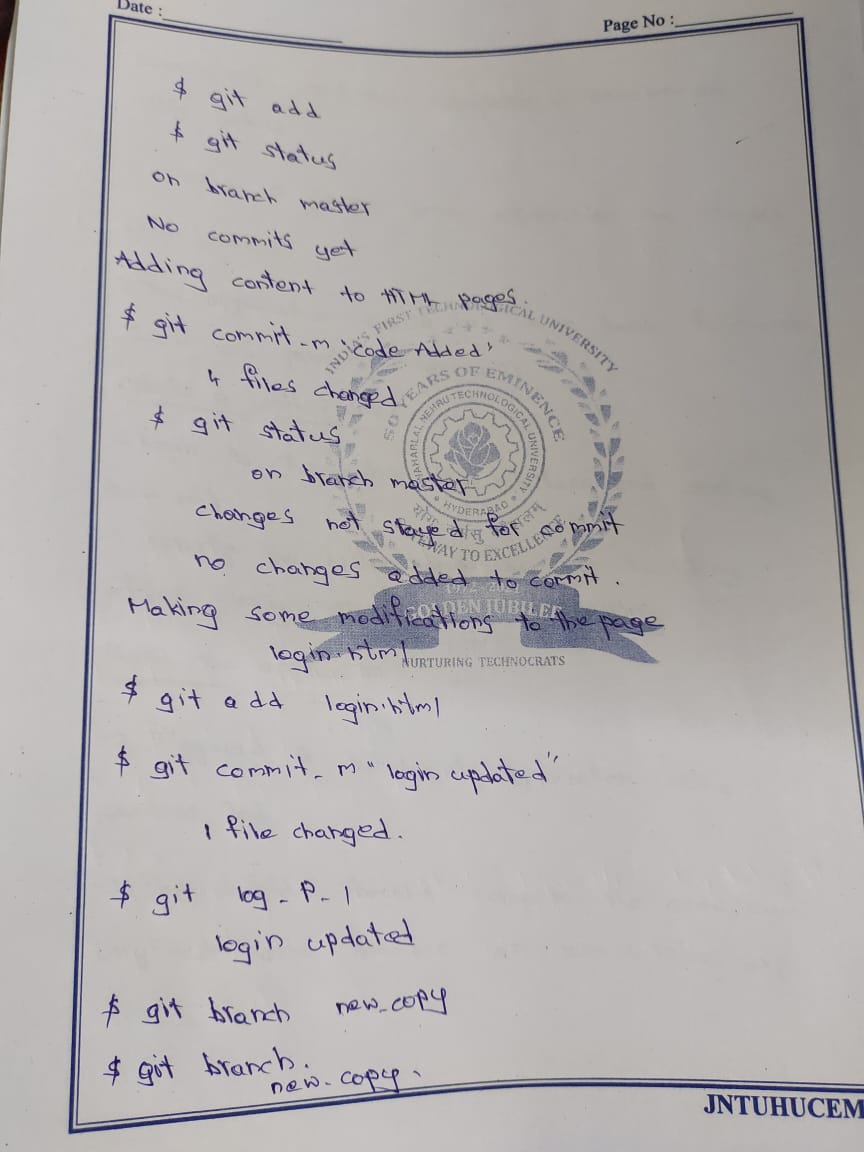 Date :
Page No :
$ git add
$ git status
on branch master
No commits yet
Adding content to HTML pages.
$ git commit -m 'code Added'
4 files changed
$ git status
on branch master
changes not stayed for commit
no changes added to commit.
Making some modifications to the page
login.html
$ git add login.html
$ git commit - m "login updated"
1 file changed.
$ git log - P - 1
login updated
$ git branch new_copy
$ git branch.
new_copy.
INDIA'S FIRST TECHNOLOGICAL UNIVERSITY
50 YEARS OF EMINENCE
JAWAHARLAL NEHRU TECHNOLOGICAL UNIVERSITY
HYDERABAD
WAY TO EXCELLENCE
GOLDEN JUBILEE
NURTURING TECHNOCRATS
JNTUHUCEM